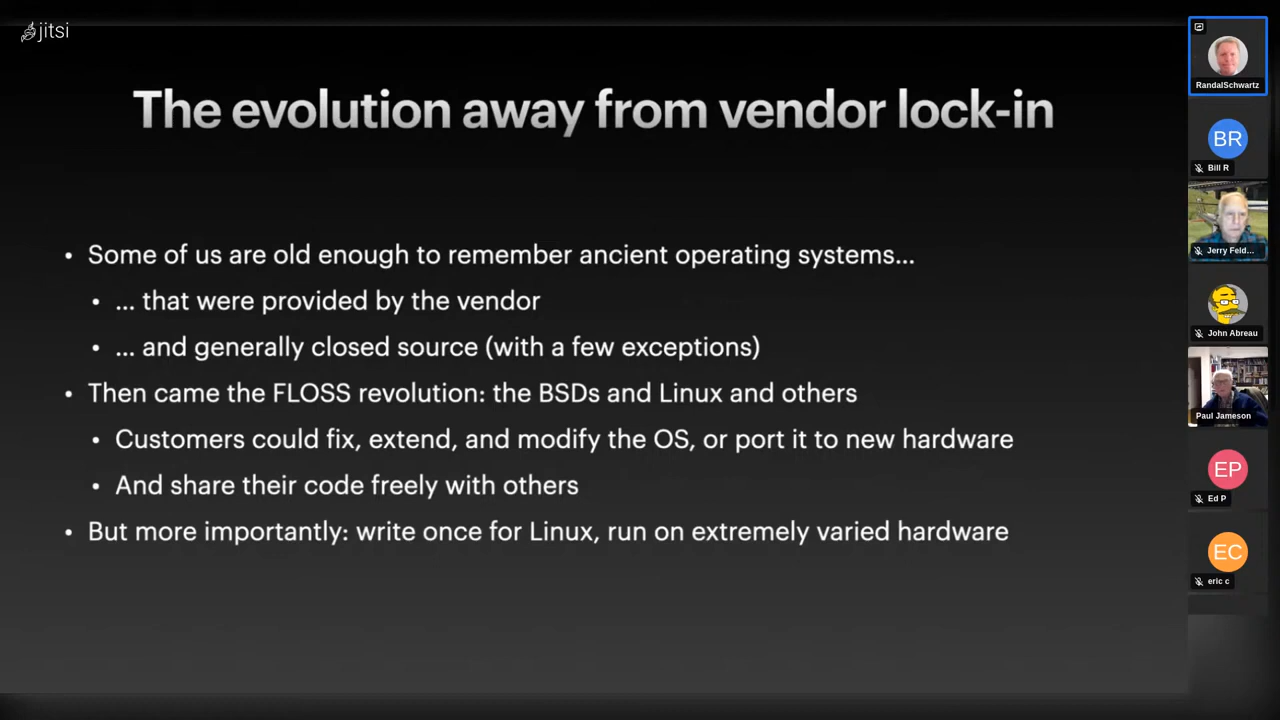 jitsi
The evolution away from vendor lock-in
• Some of us are old enough to remember ancient operating systems...
• ... that were provided by the vendor
• ... and generally closed source (with a few exceptions)
• Then came the FLOSS revolution: the BSDs and Linux and others
• Customers could fix, extend, and modify the OS, or port it to new hardware
• And share their code freely with others
• But more importantly: write once for Linux, run on extremely varied hardware
RandalSchwartz
BR
Bill R
Jerry Feld...
John Abreau
Paul Jameson
EP
Ed P
EC
eric c